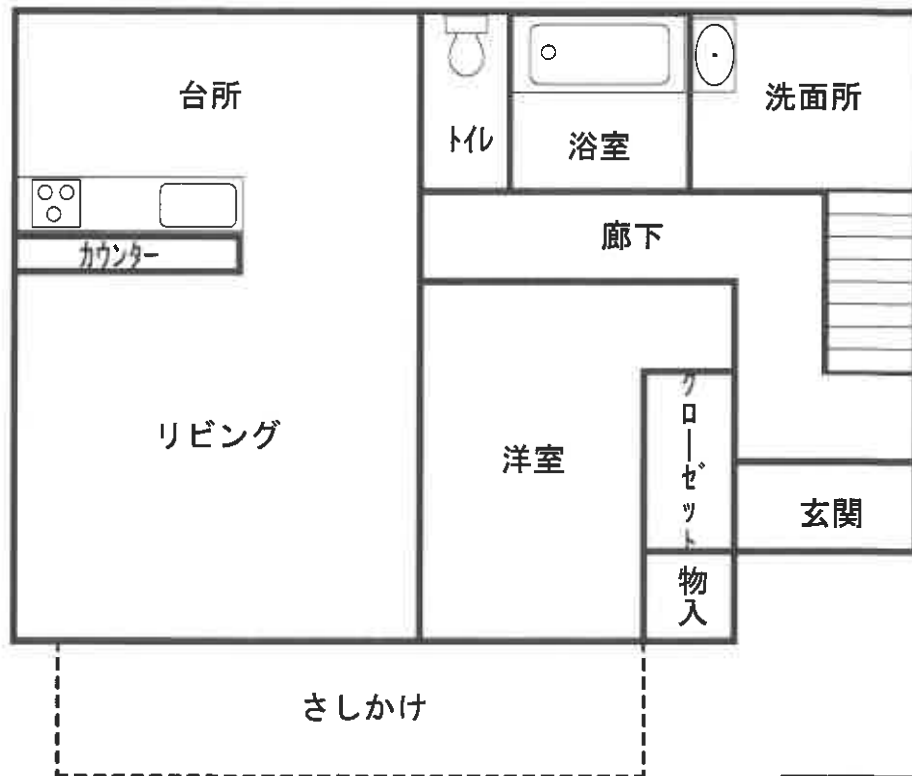 台所
トイレ
浴室
洗面所
カウンター
廊下
リビング
洋室
クローゼット
玄関
物入
さしかけ